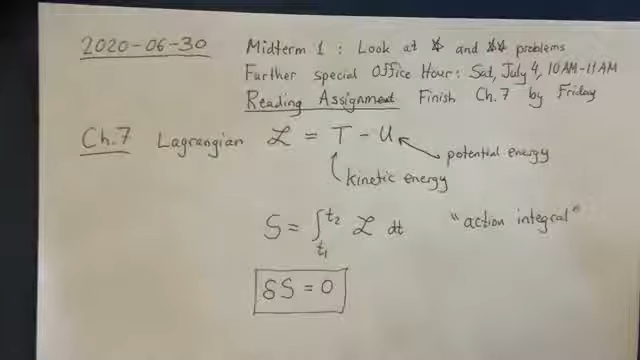 2020-06-30 Midterm 1 : Look at ☆ and ☆☆ problems
Further special Office Hour: Sat, July 4, 10 AM-11 AM
Reading Assignment Finish Ch. 7 by Friday
Ch.7 Lagrangian ℒ = T - U
potential energy
kinetic energy
S = ∫_{t₁}^{t₂} ℒ dt "action integral"
δS = 0